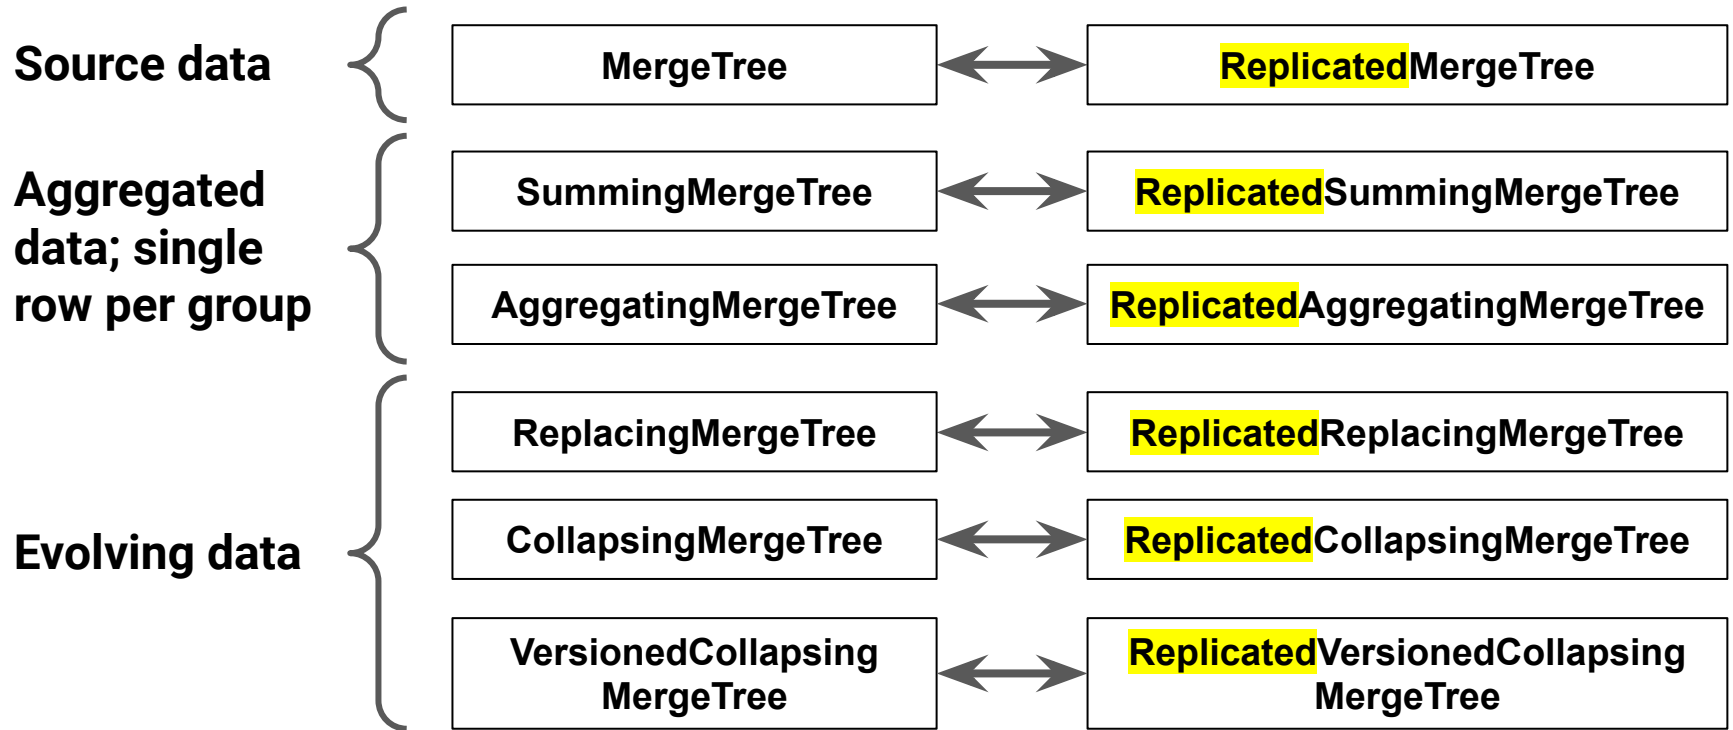 Source data
MergeTree
ReplicatedMergeTree
Aggregated
data; single
row per group
SummingMergeTree
ReplicatedSummingMergeTree
AggregatingMergeTree
ReplicatedAggregatingMergeTree
Evolving data
ReplacingMergeTree
ReplicatedReplacingMergeTree
CollapsingMergeTree
ReplicatedCollapsingMergeTree
VersionedCollapsing
MergeTree
ReplicatedVersionedCollapsing
MergeTree